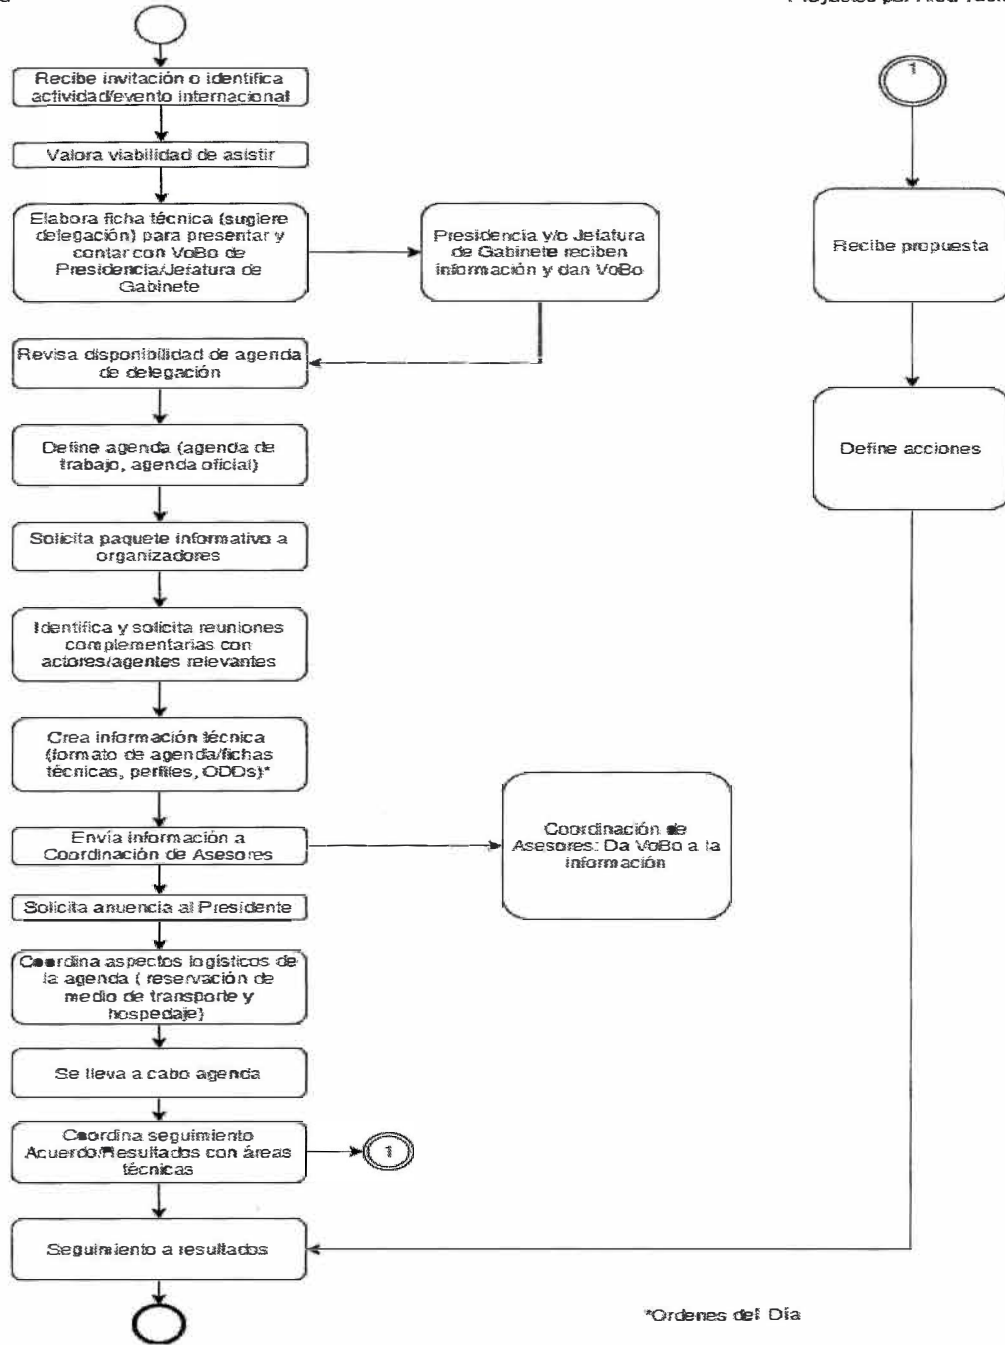 Recibe invitación o identifica
actividad/evento internacional
Valora viabilidad de asistir
Elabora ficha técnica (sugiere
delegación) para presentar y
contar con VoBo de
Presidencia/Jefatura de
Gabinete
Presidencia y/o Jefatura
de Gabinete reciben
información y dan VoBo
Revisa disponibilidad de agenda
de delegación
Define agenda (agenda de
trabajo, agenda oficial)
Solicita paquete informativo a
organizadores
Identifica y solicita reuniones
complementarias con
actores/agentes relevantes
Crea información técnica
(formato de agenda/fichas
técnicas, perfiles, ODDs)*
Envía información a
Coordinación de Asesores
Coordinación de
Asesores: Da VoBo a la
información
Solicita anuencia al Presidente
Coordina aspectos logísticos de
la agenda ( reservación de
medio de transporte y
hospedaje)
Se lleva a cabo agenda
Coordina seguimiento
Acuerdo/Resultados con áreas
técnicas
1
Seguimiento a resultados
1
Recibe propuesta
Define acciones
*Ordenes del Día